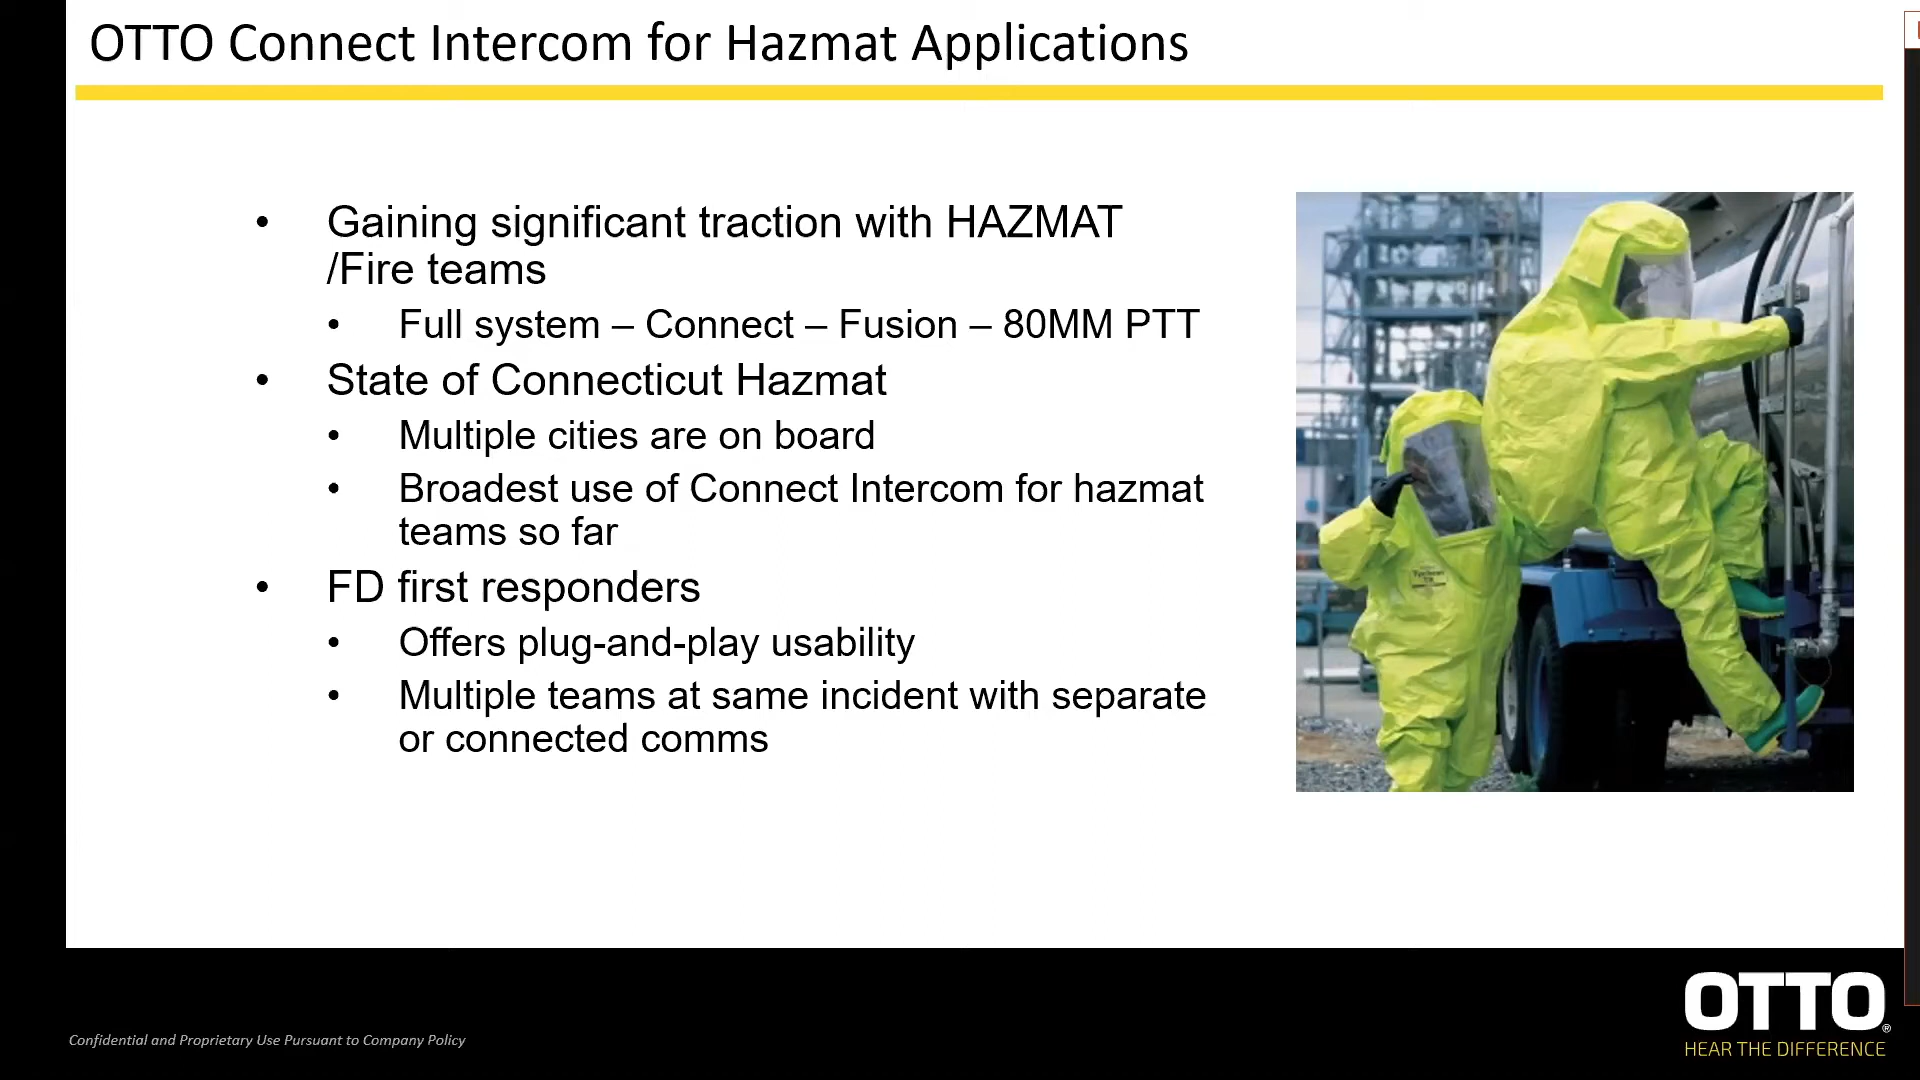 OTTO Connect Intercom for Hazmat Applications
• Gaining significant traction with HAZMAT
/Fire teams
• Full system – Connect – Fusion – 80MM PTT
• State of Connecticut Hazmat
• Multiple cities are on board
• Broadest use of Connect Intercom for hazmat
teams so far
• FD first responders
• Offers plug-and-play usability
• Multiple teams at same incident with separate
or connected comms
Confidential and Proprietary Use Pursuant to Company Policy
OTTO®
HEAR THE DIFFERENCE